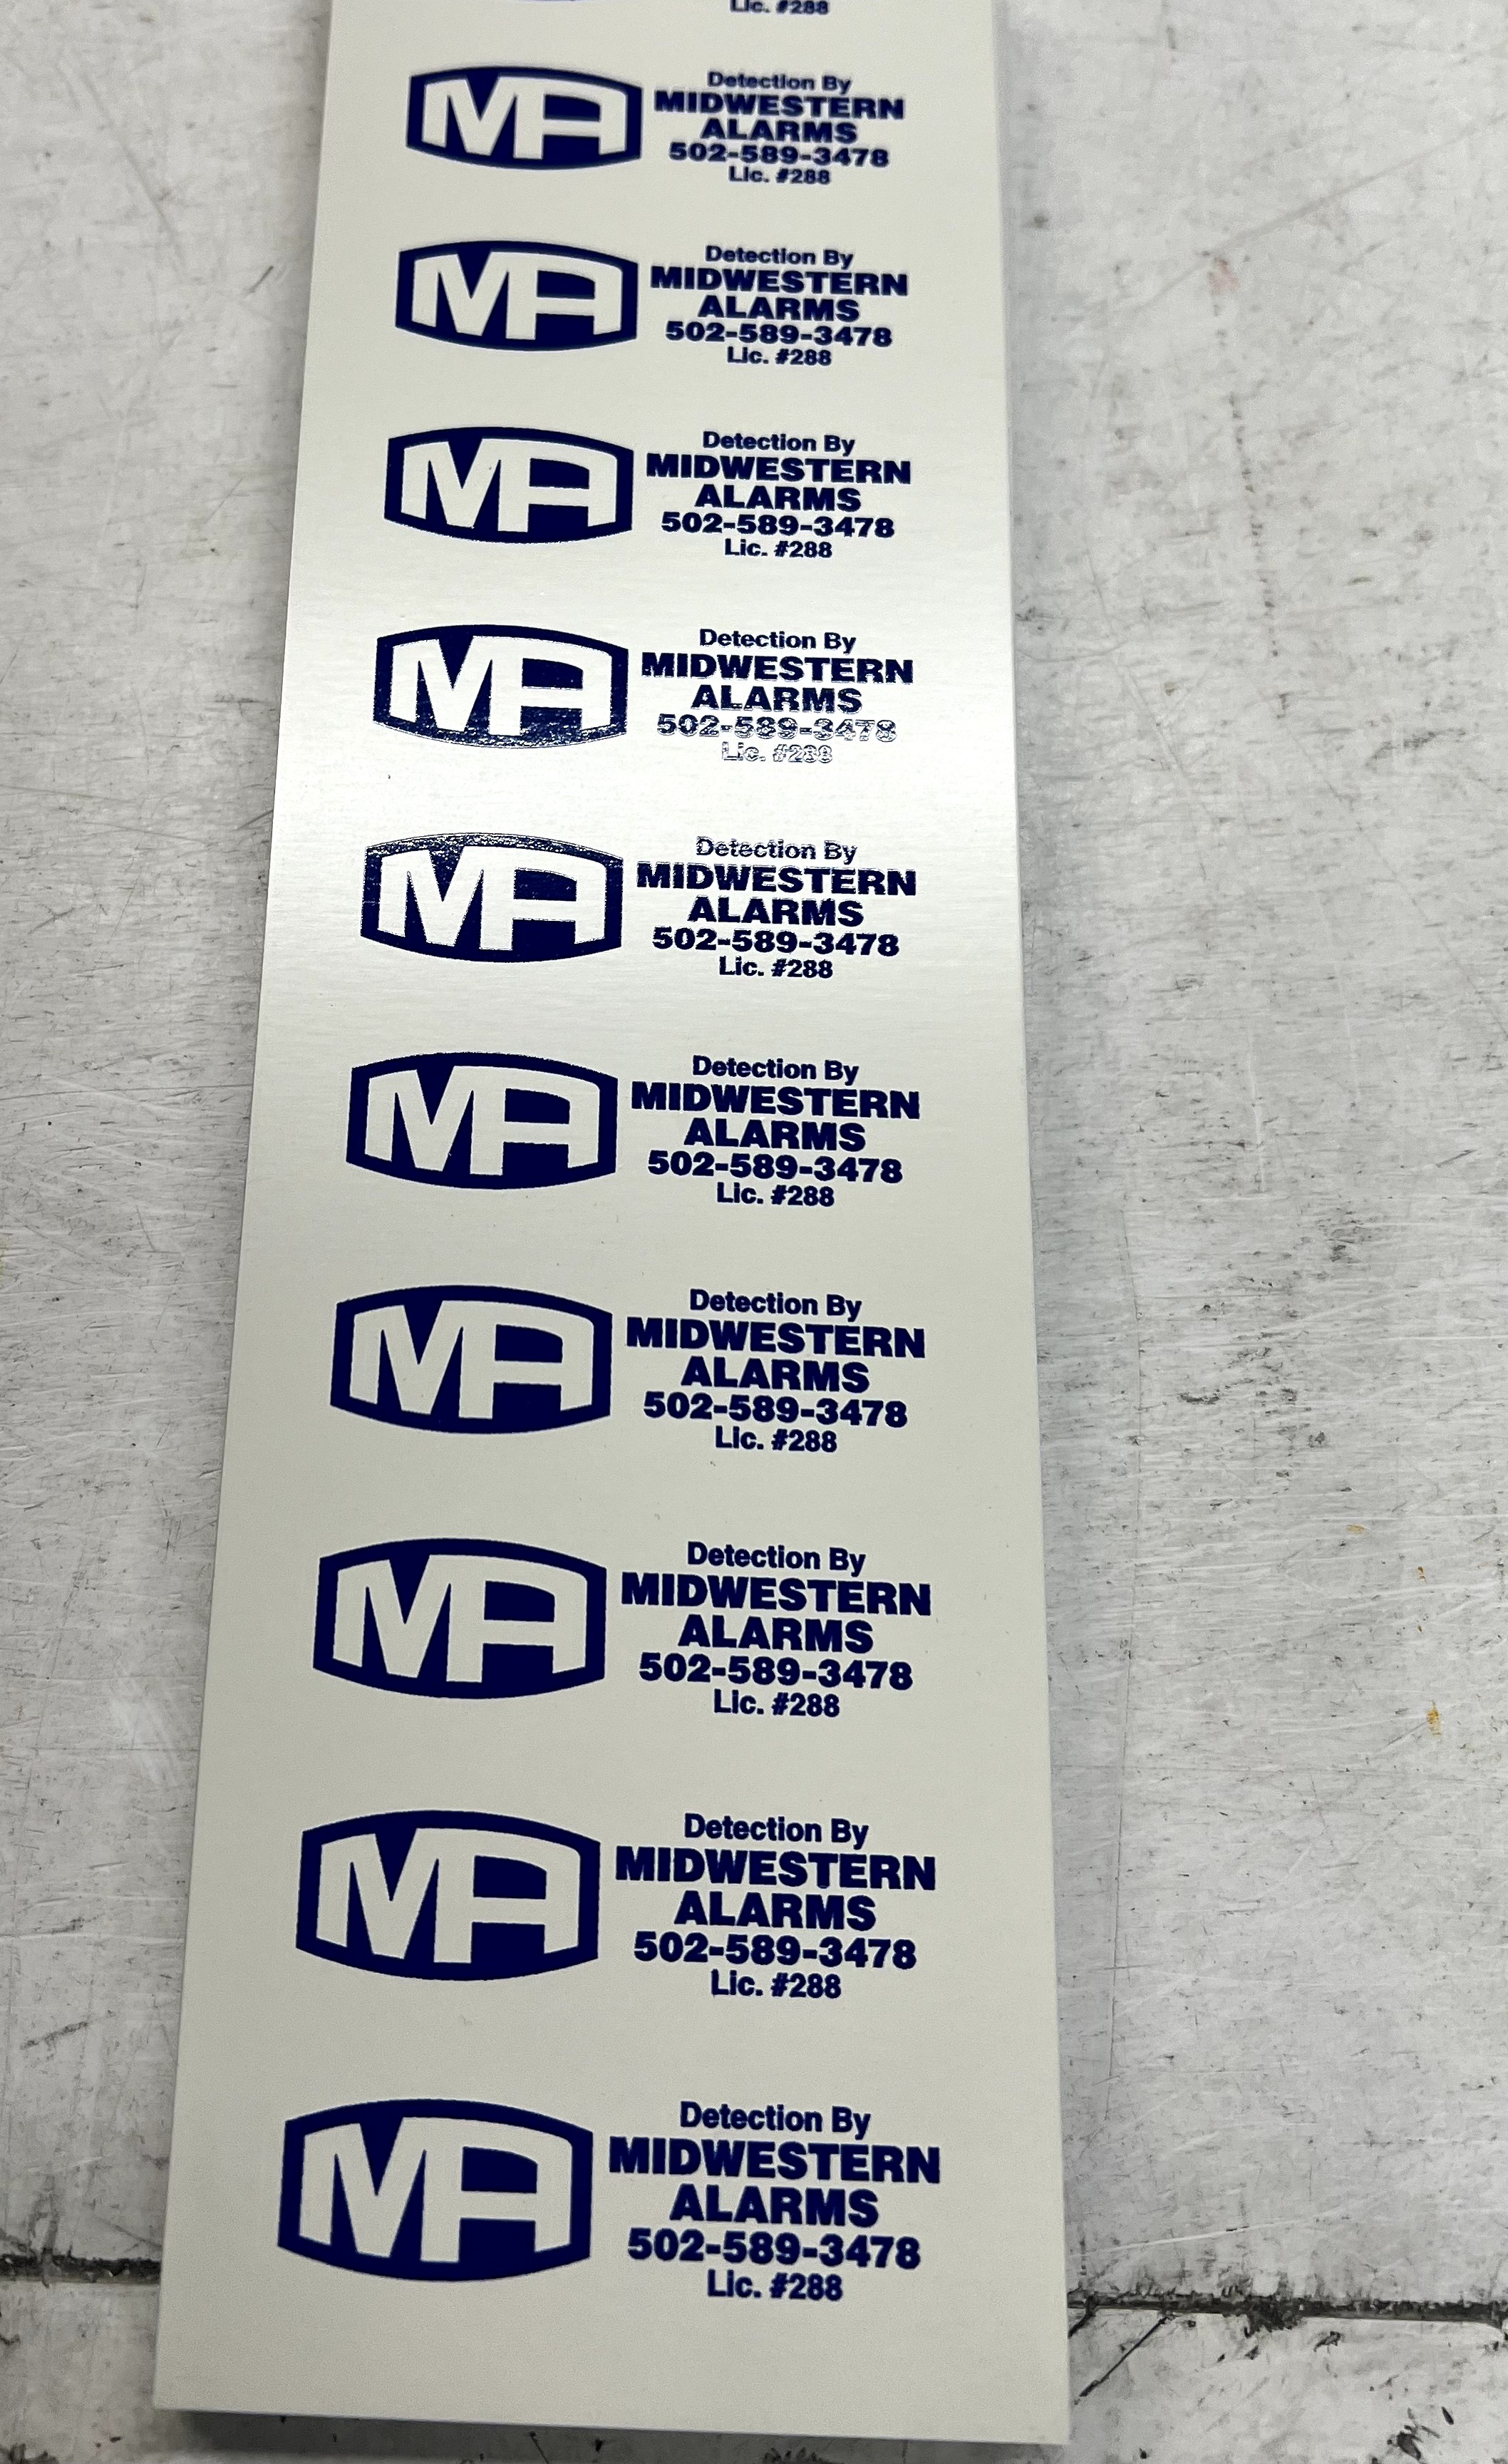 Lic. #288
MA
Detection By
MIDWESTERN
ALARMS
502-589-3478
Lic. #288
MA
Detection By
MIDWESTERN
ALARMS
502-589-3478
Lic. #288
MA
Detection By
MIDWESTERN
ALARMS
502-589-3478
Lic. #288
MA
Detection By
MIDWESTERN
ALARMS
502-589-3478
Lic. #288
MA
Detection By
MIDWESTERN
ALARMS
502-589-3478
Lic. #288
MA
Detection By
MIDWESTERN
ALARMS
502-589-3478
Lic. #288
MA
Detection By
MIDWESTERN
ALARMS
502-589-3478
Lic. #288
MA
Detection By
MIDWESTERN
ALARMS
502-589-3478
Lic. #288
MA
Detection By
MIDWESTERN
ALARMS
502-589-3478
Lic. #288
MA
Detection By
MIDWESTERN
ALARMS
502-589-3478
Lic. #288